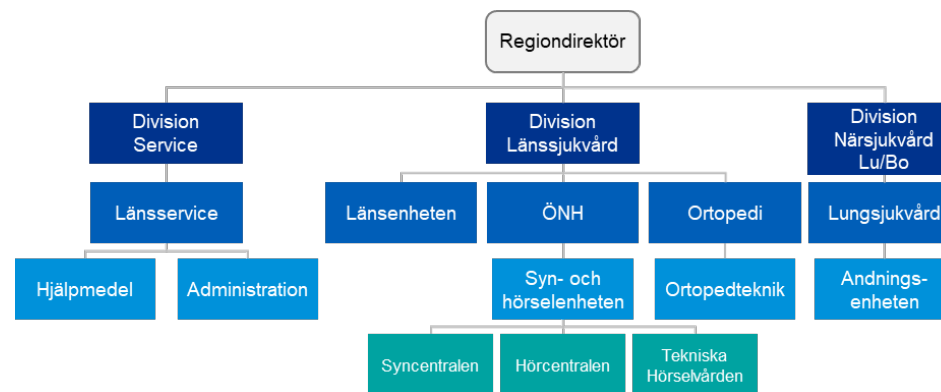 Regiondirektör
Division
Service
Division
Länssjukvård
Division
Närsjukvård
Lu/Bo
Länsservice
Länsenheten
ÖNH
Ortopedi
Lungsjukvård
Hjälpmedel
Administration
Syn- och
hörselenheten
Ortopedteknik
Andnings-
enheten
Syncentralen
Hörcentralen
Tekniska
Hörselvården